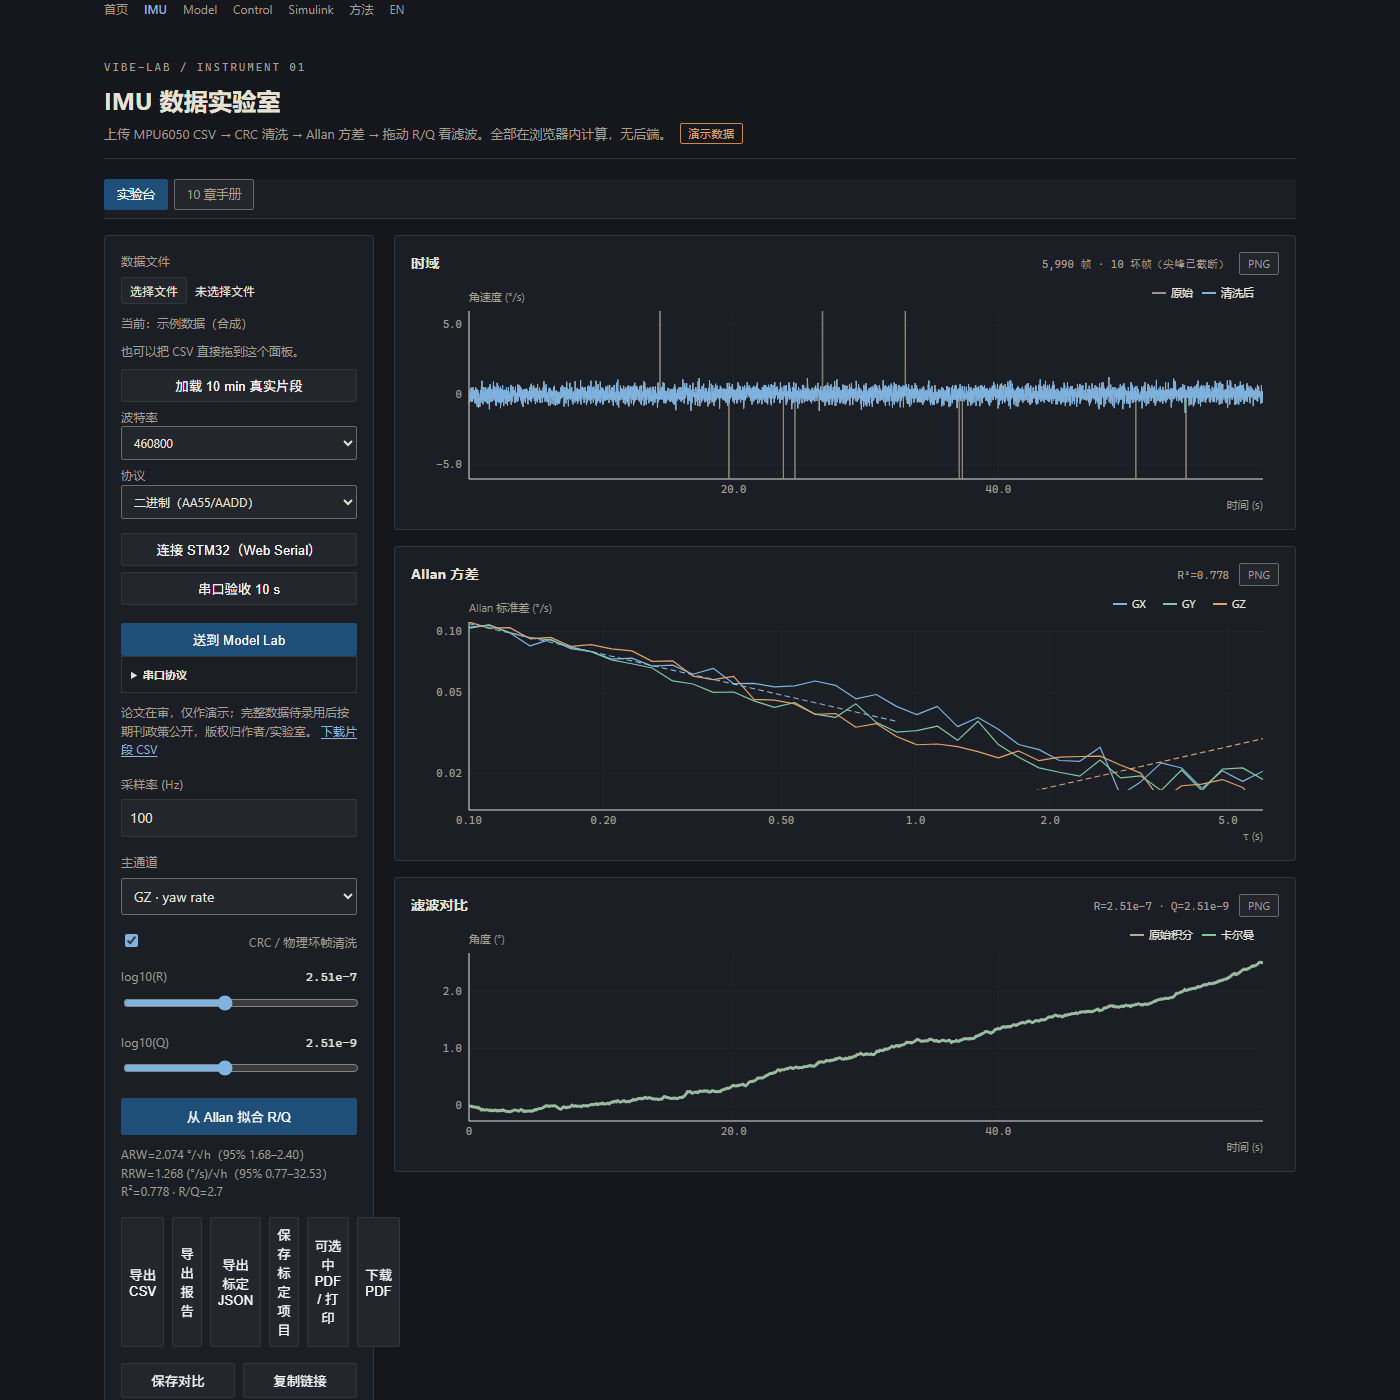 首页 IMU Model Control Simulink 方法 EN
VIBE-LAB / INSTRUMENT 01
IMU 数据实验室
上传 MPU6050 CSV → CRC 清洗 → Allan 方差 → 拖动 R/Q 看滤波。全部在浏览器内计算，无后端。 演示数据
实验台 10 章手册
数据文件
选择文件 未选择文件
当前：示例数据（合成）
也可以把 CSV 直接拖到这个面板。
加载 10 min 真实片段
波特率
460800
协议
二进制（AA55/AADD）
连接 STM32（Web Serial）
串口验收 10 s
送到 Model Lab
▶ 串口协议
论文在审，仅作演示；完整数据待录用后按
期刊政策公开，版权归作者/实验室。 下载片
段 CSV
采样率 (Hz)
100
主通道
GZ · yaw rate
CRC / 物理坏帧清洗
log10(R) 2.51e-7
log10(Q) 2.51e-9
从 Allan 拟合 R/Q
ARW=2.074 °/√h（95% 1.68–2.40）
RRW=1.268 (°/s)/√h（95% 0.77–32.53）
R²=0.778 · R/Q=2.7
导出
CSV
导
出
报
告
导出
标定
JSON
保
存
标
定
项
目
可选
中
PDF
/ 打
印
下载
PDF
保存对比 复制链接
时域 5,990 帧 · 10 坏帧（尖峰已截断） PNG
角速度 (°/s) 原始 清洗后
5.0
0
−5.0
20.0 40.0
时间 (s)
Allan 方差 R²=0.778 PNG
Allan 标准差 (°/s) GX GY GZ
0.10
0.05
0.02
0.10 0.20 0.50 1.0 2.0 5.0
τ (s)
滤波对比 R=2.51e-7 · Q=2.51e-9 PNG
角度 (°) 原始积分 卡尔曼
2.0
1.0
0
0 20.0 40.0
时间 (s)